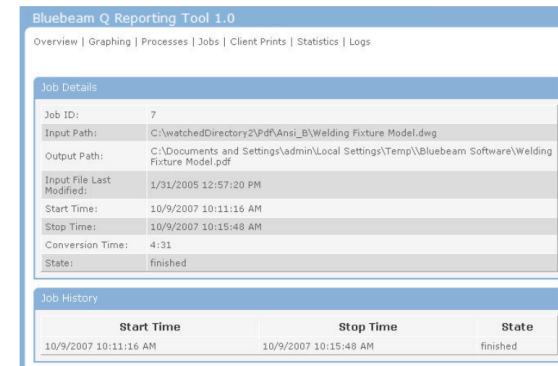 Bluebeam Q Reporting Tool 1.0
Overview | Graphing | Processes | Jobs | Client Prints | Statistics | Logs
Job Details
Job ID: 7
Input Path: C:\watchedDirectory2\Pdf\Ansi_B\Welding Fixture Model.dwg
Output Path: C:\Documents and Settings\admin\Local Settings\Temp\\Bluebeam Software\Welding
Fixture Model.pdf
Input File Last
Modified: 1/31/2005 12:57:20 PM
Start Time: 10/9/2007 10:11:16 AM
Stop Time: 10/9/2007 10:15:48 AM
Conversion Time: 4:31
State: finished
Job History
Start Time Stop Time State
10/9/2007 10:11:16 AM 10/9/2007 10:15:48 AM finished